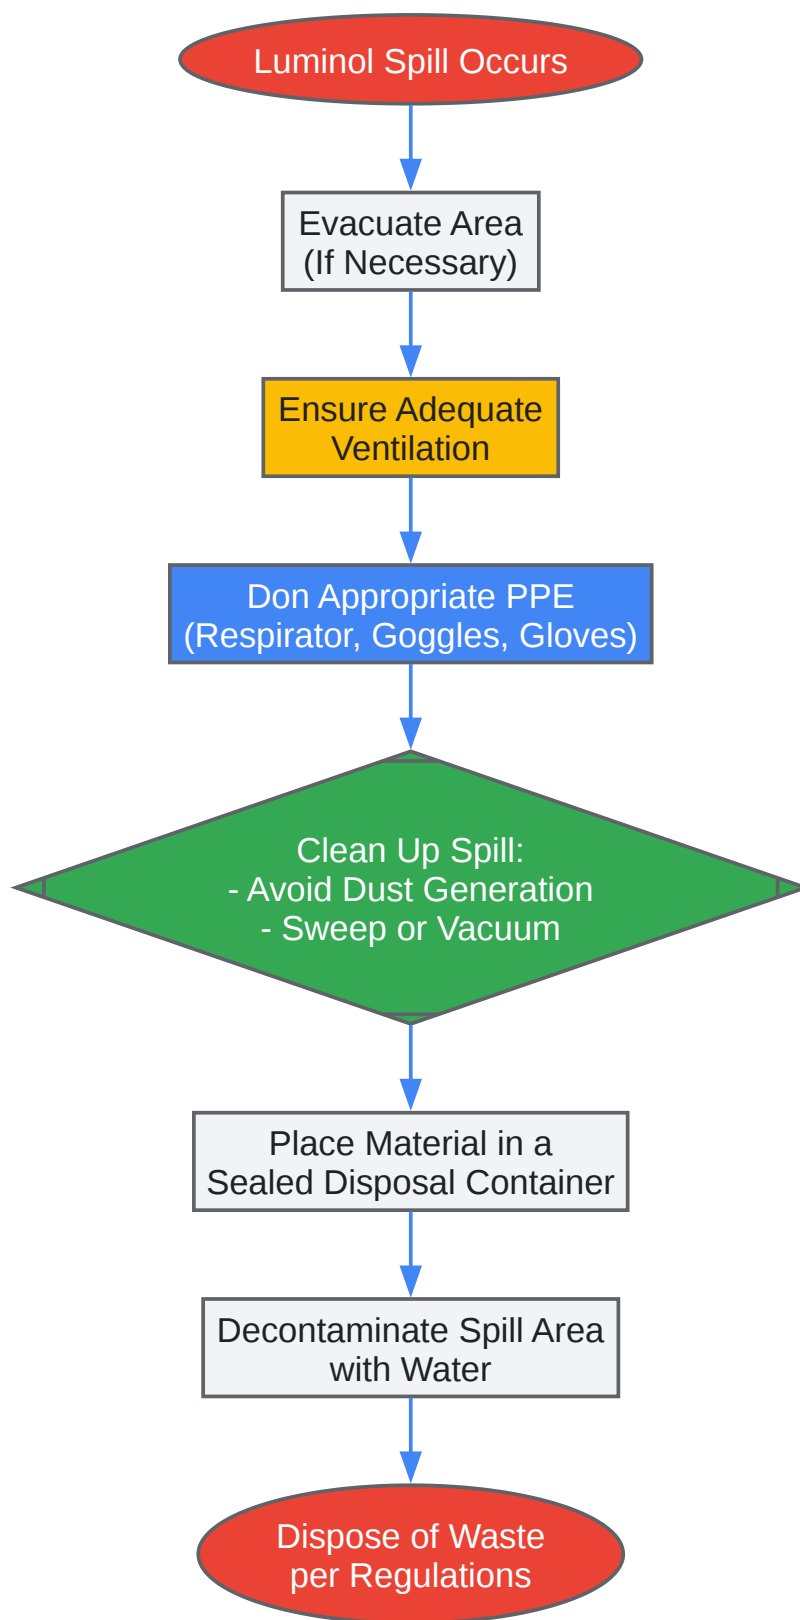 Luminol Spill Occurs
Evacuate Area
(If Necessary)
Ensure Adequate
Ventilation
Don Appropriate PPE
(Respirator, Goggles, Gloves)
Clean Up Spill:
- Avoid Dust Generation
- Sweep or Vacuum
Place Material in a
Sealed Disposal Container
Decontaminate Spill Area
with Water
Dispose of Waste
per Regulations